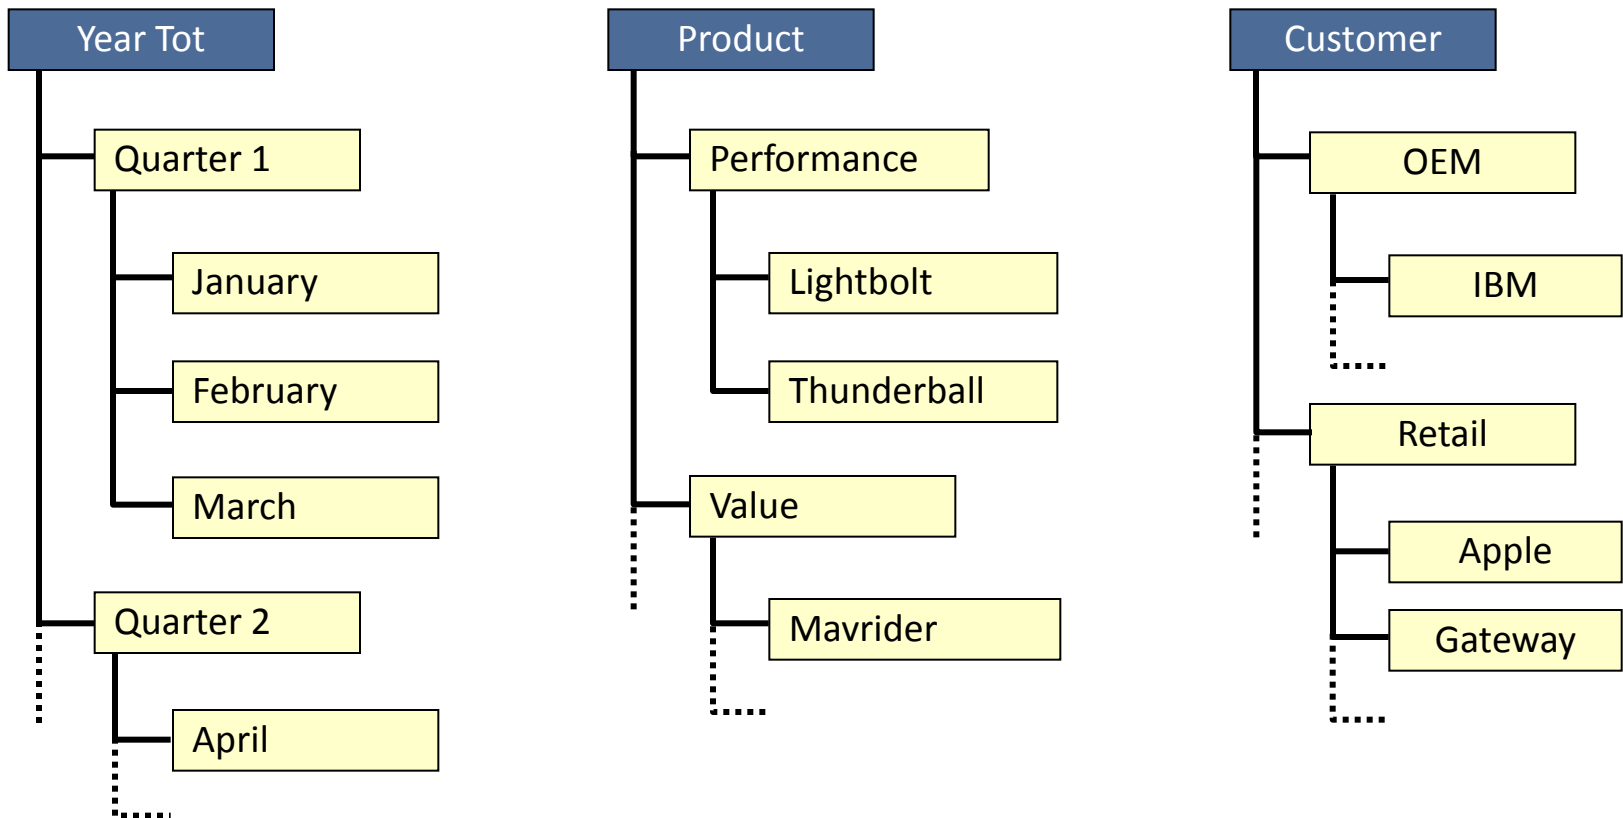 Year Tot
Quarter 1
January
February
March
Quarter 2
April
Product
Performance
Lightbolt
Thunderball
Value
Mavrider
Customer
OEM
IBM
Retail
Apple
Gateway